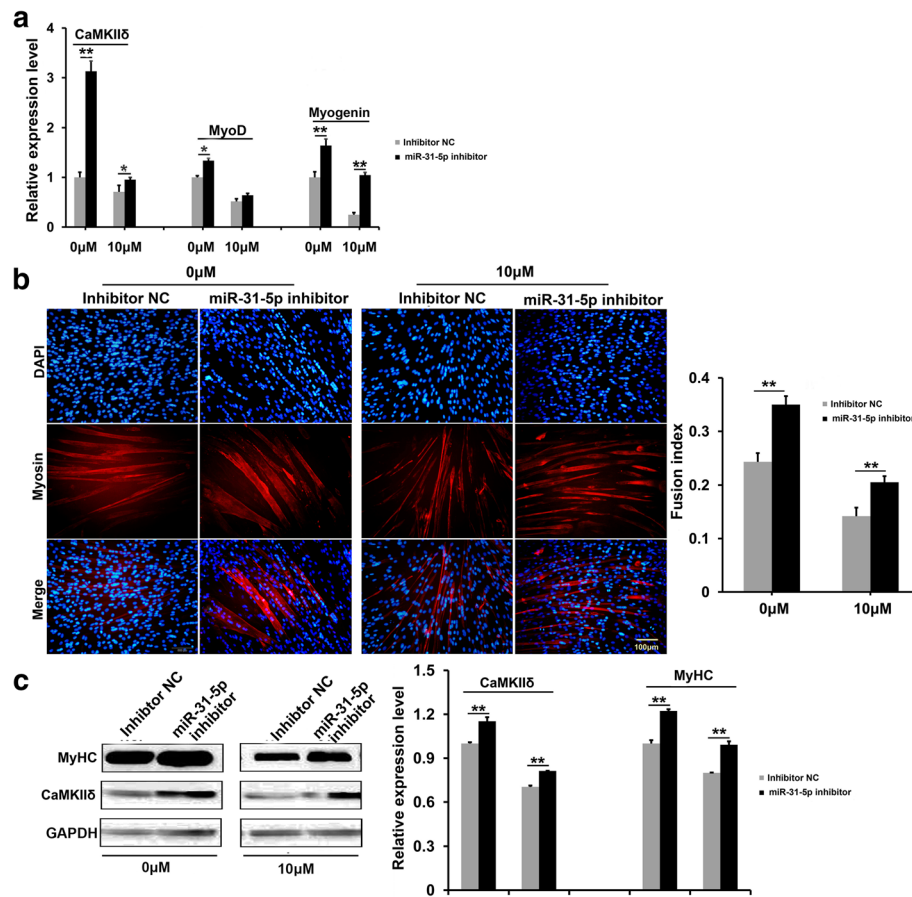 a
CaMKIIδ
**
*
MyoD
*
Myogenin
**
**
Inhibitor NC
miR-31-5p inhibitor
Relative expression level
4
3
2
1
0
0μM 10μM 0μM 10μM 0μM 10μM
b
0μM 10μM
Inhibitor NC miR-31-5p inhibitor Inhibitor NC miR-31-5p inhibitor
DAPI
Myosin
Merge
100μm
Fusion index
0.4
0.3
0.2
0.1
0
**
**
Inhibitor NC
miR-31-5p inhibitor
0μM 10μM
c
Inhibtor NC
miR-31-5p
inhibitor
Inhibitor NC
miR-31-5p
inhibitor
MyHC
CaMKIIδ
GAPDH
0μM 10μM
Relative expression level
1.5
1.2
0.9
0.6
0.3
0
CaMKIIδ
**
**
MyHC
**
**
Inhibitor NC
miR-31-5p inhibitor